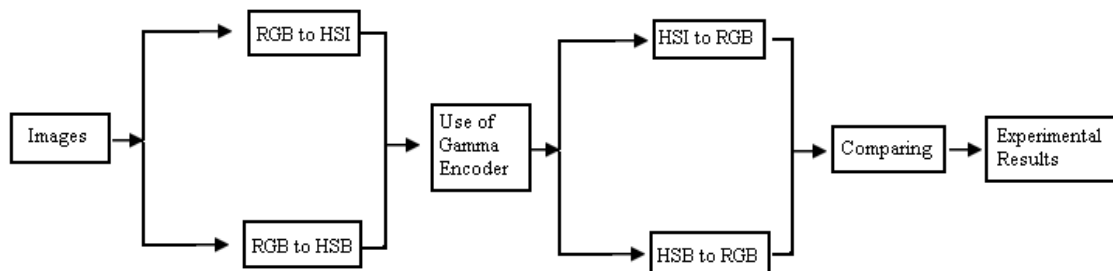 Images
RGB to HSI
RGB to HSB
Use of
Gamma
Encoder
HSI to RGB
HSB to RGB
Comparing
Experimental
Results